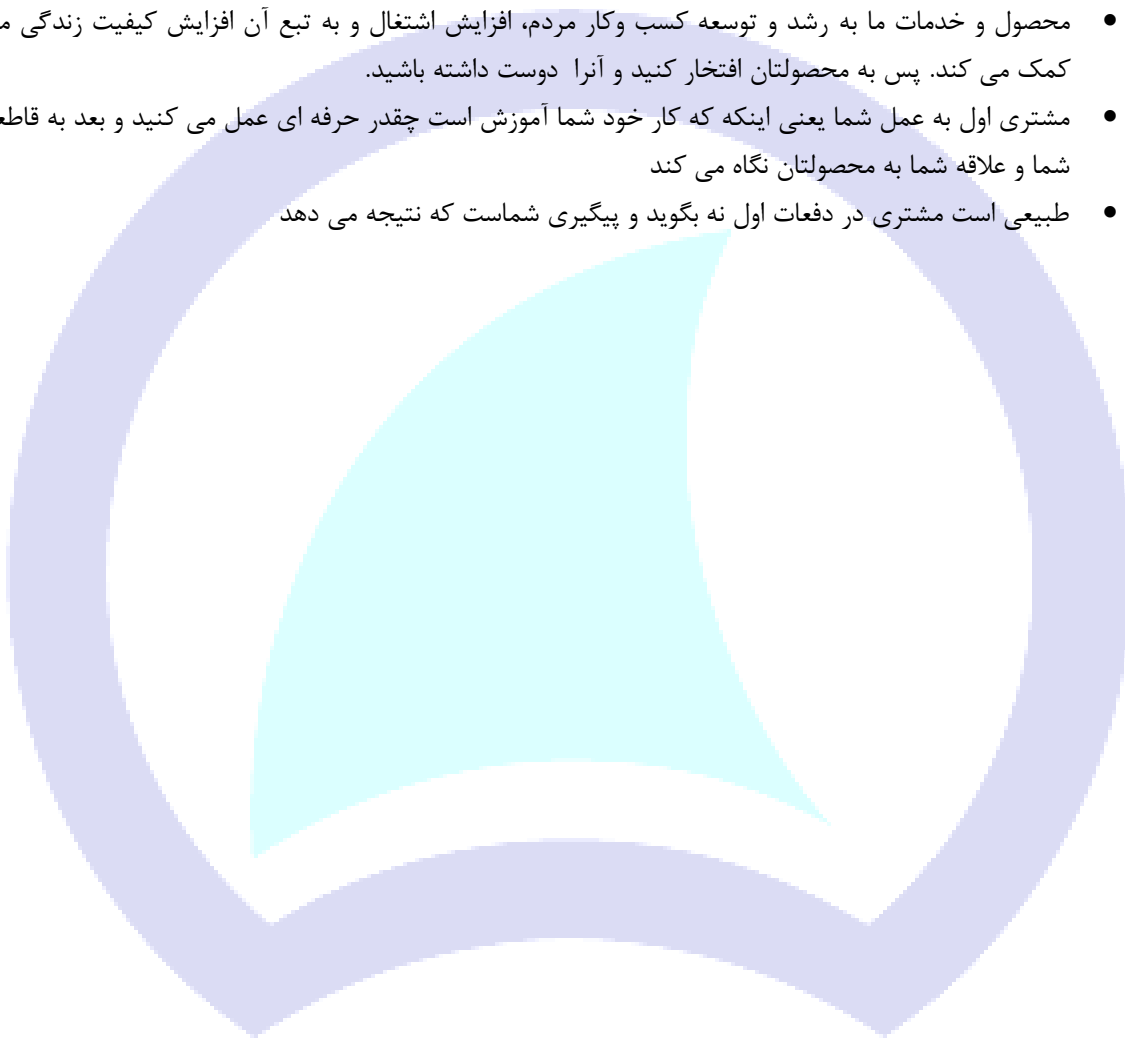 • محصول و خدمات ما به رشد و توسعه کسب وکار مردم، افزایش اشتغال و به تبع آن افزایش کیفیت زندگی
کمک می کند. پس به محصولتان افتخار کنید و آنرا دوست داشته باشید.
• مشتری اول به عمل شما یعنی اینکه که کار خود شما آموزش است چقدر حرفه ای عمل می کنید و بعد به
شما و علاقه شما به محصولتان نگاه می کند
• طبیعی است مشتری در دفعات اول نه بگوید و پیگیری شماست که نتیجه می دهد